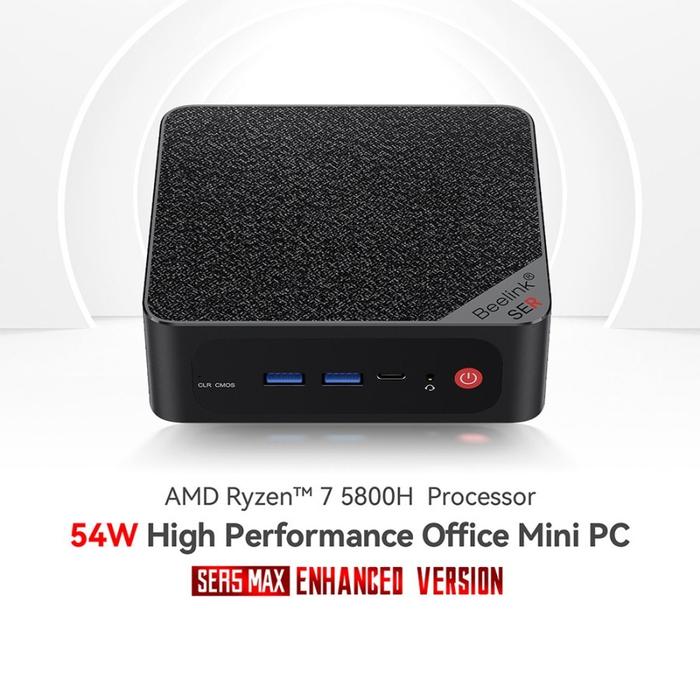 Beelink®
SER
CLR CMOS
AMD Ryzen™ 7 5800H Processor
54W High Performance Office Mini PC
SER5 MAX ENHANCED VERSION